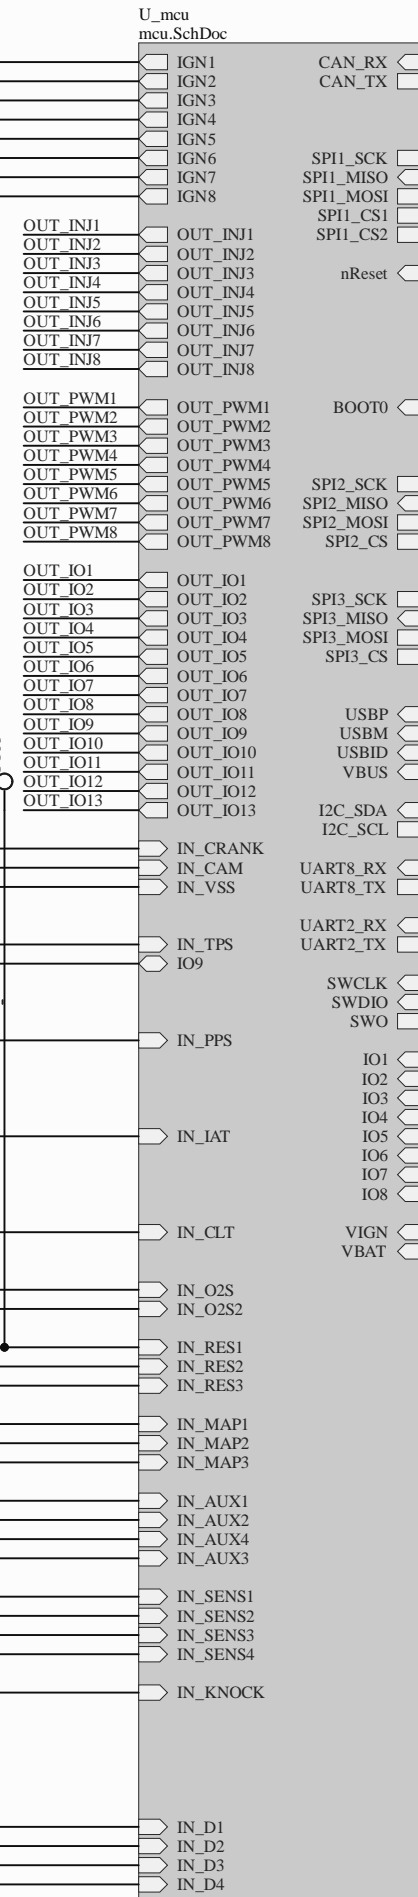 U_mcu
mcu.SchDoc
IGN1 CAN_RX
IGN2 CAN_TX
IGN3
IGN4
IGN5
IGN6 SPI1_SCK
IGN7 SPI1_MISO
IGN8 SPI1_MOSI
SPI1_CS1
OUT_INJ1 OUT_INJ1 SPI1_CS2
OUT_INJ2 OUT_INJ2
OUT_INJ3 OUT_INJ3 nReset
OUT_INJ4 OUT_INJ4
OUT_INJ5 OUT_INJ5
OUT_INJ6 OUT_INJ6
OUT_INJ7 OUT_INJ7
OUT_INJ8 OUT_INJ8
OUT_PWM1 OUT_PWM1 BOOT0
OUT_PWM2 OUT_PWM2
OUT_PWM3 OUT_PWM3
OUT_PWM4 OUT_PWM4
OUT_PWM5 OUT_PWM5 SPI2_SCK
OUT_PWM6 OUT_PWM6 SPI2_MISO
OUT_PWM7 OUT_PWM7 SPI2_MOSI
OUT_PWM8 OUT_PWM8 SPI2_CS
OUT_IO1 OUT_IO1
OUT_IO2 OUT_IO2 SPI3_SCK
OUT_IO3 OUT_IO3 SPI3_MISO
OUT_IO4 OUT_IO4 SPI3_MOSI
OUT_IO5 OUT_IO5 SPI3_CS
OUT_IO6 OUT_IO6
OUT_IO7 OUT_IO7
OUT_IO8 OUT_IO8 USBP
OUT_IO9 OUT_IO9 USBM
OUT_IO10 OUT_IO10 USBID
OUT_IO11 OUT_IO11 VBUS
OUT_IO12 OUT_IO12
OUT_IO13 OUT_IO13 I2C_SDA
I2C_SCL
IN_CRANK
IN_CAM UART8_RX
IN_VSS UART8_TX
UART2_RX
IN_TPS UART2_TX
IO9
SWCLK
SWDIO
SWO
IN_PPS
IO1
IO2
IO3
IO4
IN_IAT IO5
IO6
IO7
IO8
IN_CLT VIGN
VBAT
IN_O2S
IN_O2S2
IN_RES1
IN_RES2
IN_RES3
IN_MAP1
IN_MAP2
IN_MAP3
IN_AUX1
IN_AUX2
IN_AUX4
IN_AUX3
IN_SENS1
IN_SENS2
IN_SENS3
IN_SENS4
IN_KNOCK
IN_D1
IN_D2
IN_D3
IN_D4